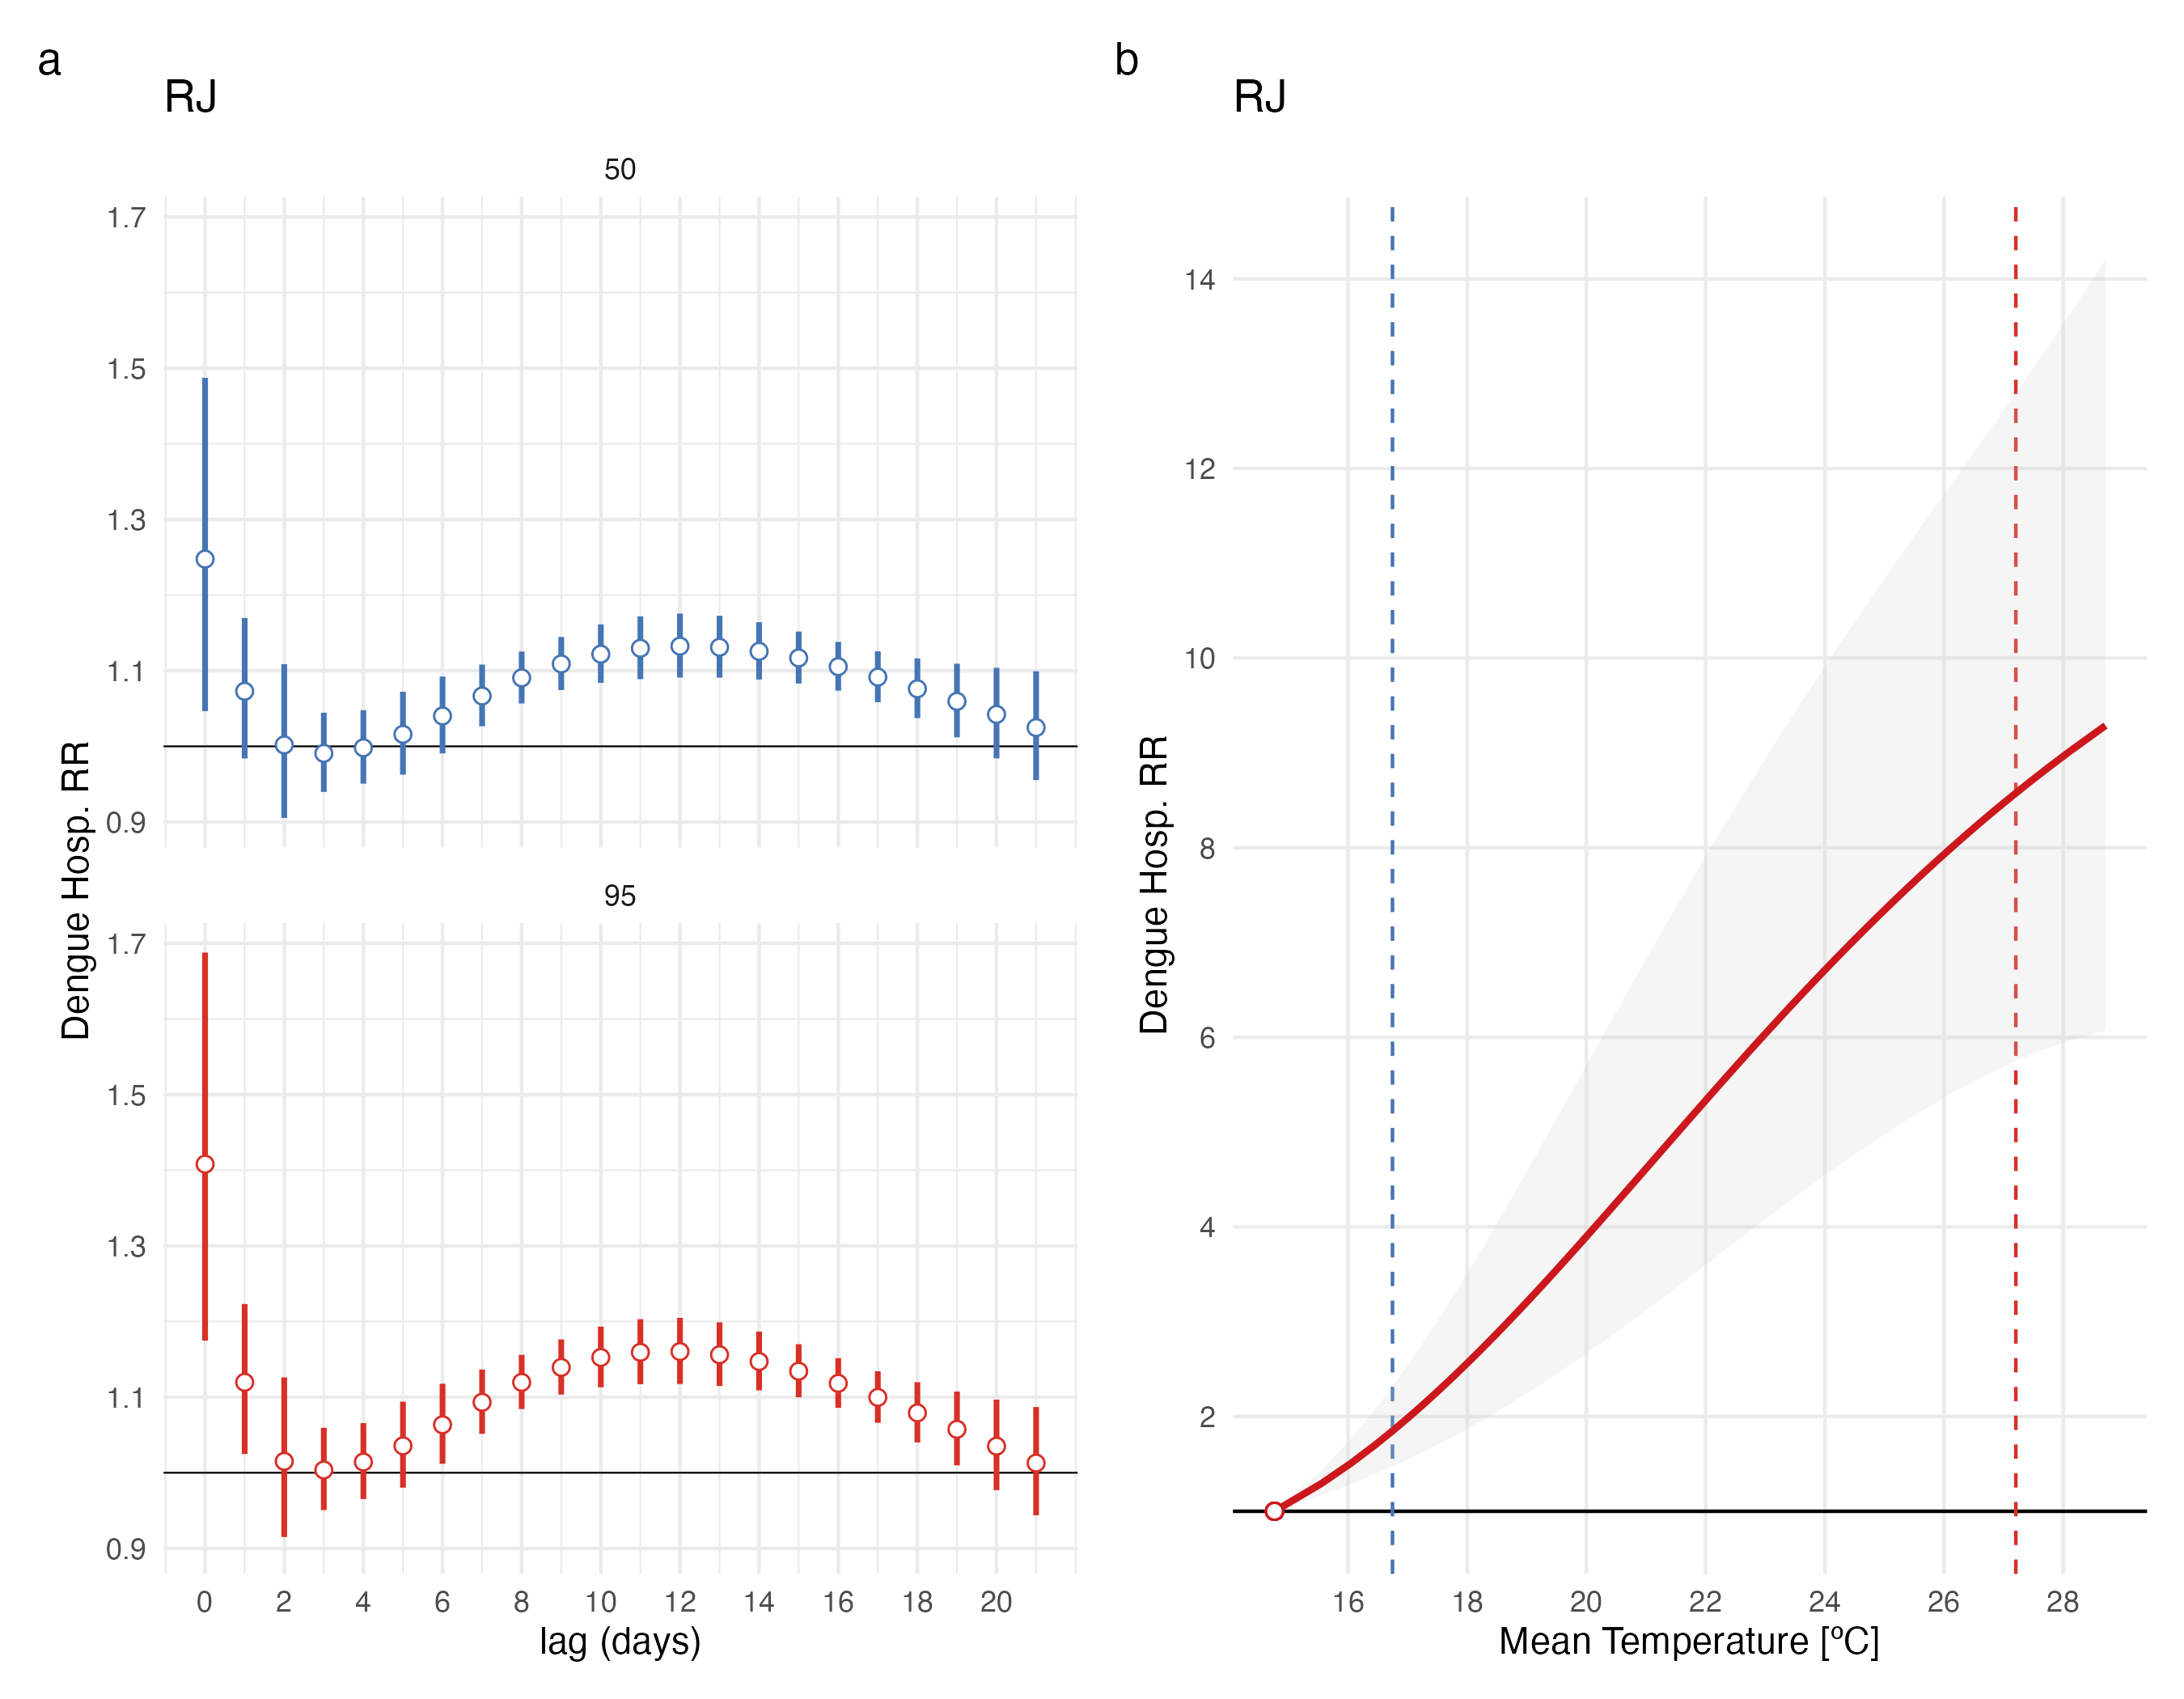 a
RJ
50
1.7
1.5
1.3
1.1
0.9
95
1.7
1.5
1.3
1.1
0.9
Dengue Hosp. RR
0 2 4 6 8 10 12 14 16 18 20
lag (days)
b
RJ
14
12
10
8
6
4
2
Dengue Hosp. RR
16 18 20 22 24 26 28
Mean Temperature [ºC]